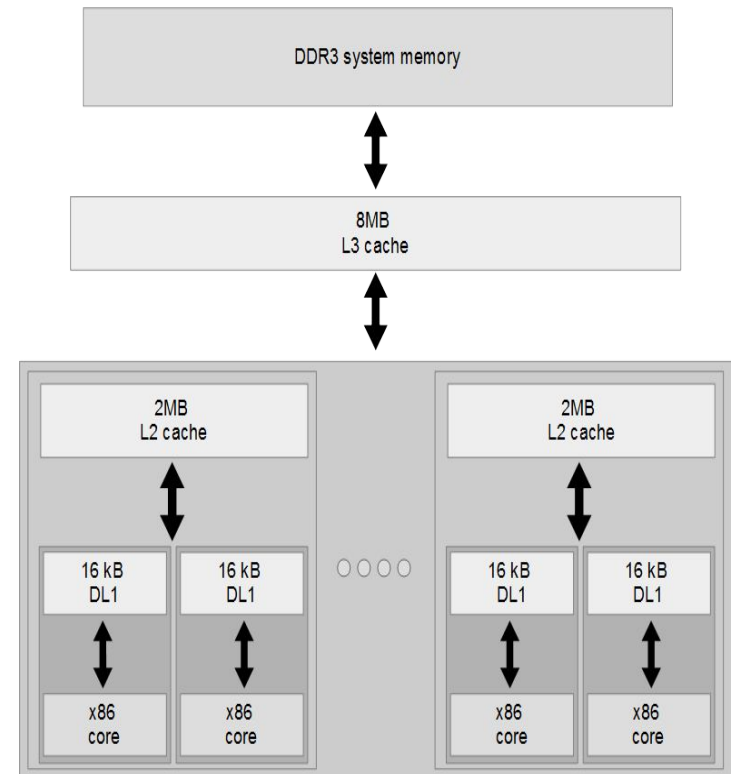 DDR3 system memory
8MB
L3 cache
2MB
L2 cache
2MB
L2 cache
16 kB
DL1
16 kB
DL1
16 kB
DL1
16 kB
DL1
x86
core
x86
core
x86
core
x86
core